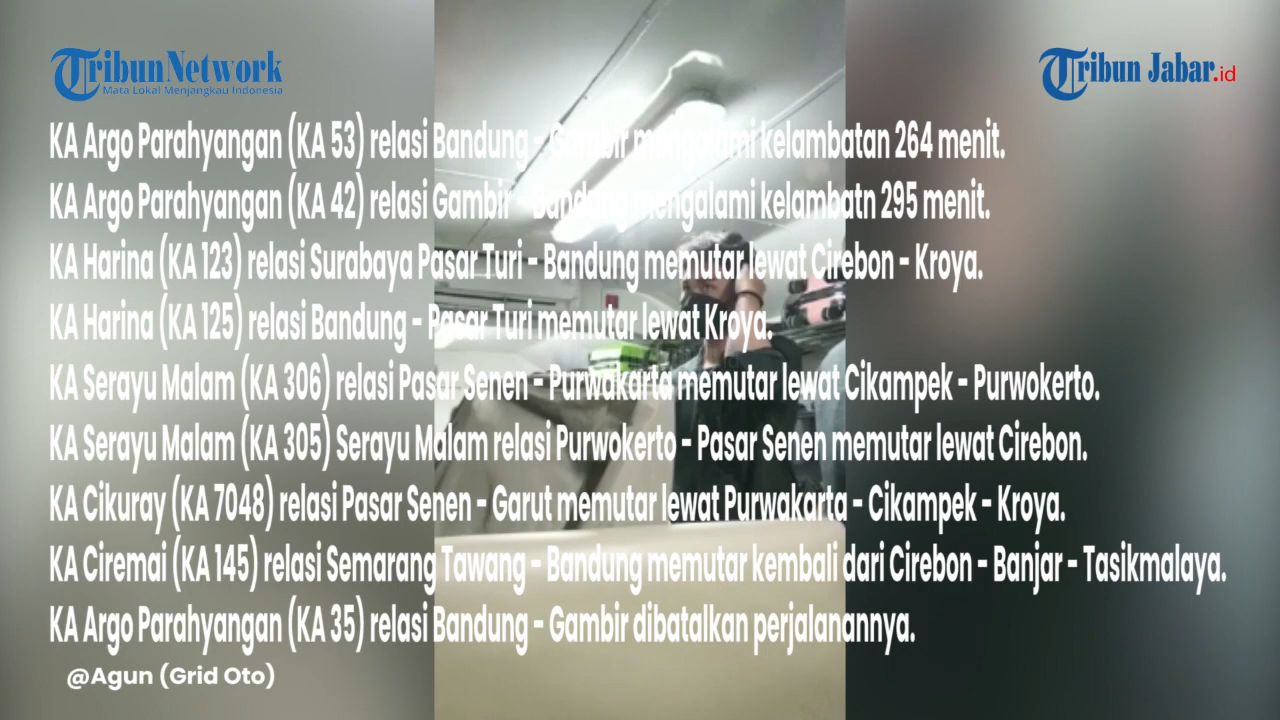 TribunNetwork
Mata Lokal Menjangkau Indonesia
Tribun Jabar.id
KA Argo Parahyangan (KA 53) relasi Bandung - Gambir mengalami kelambatan 264 menit.
KA Argo Parahyangan (KA 42) relasi Gambir - Bandung mengalami kelambatn 295 menit.
KA Harina (KA 123) relasi Surabaya Pasar Turi - Bandung memutar lewat Cirebon - Kroya.
KA Harina (KA 125) relasi Bandung - Pasar Turi memutar lewat Kroya.
KA Serayu Malam (KA 306) relasi Pasar Senen - Purwakarta memutar lewat Cikampek - Purwokerto.
KA Serayu Malam (KA 305) Serayu Malam relasi Purwokerto - Pasar Senen memutar lewat Cirebon.
KA Cikuray (KA 7048) relasi Pasar Senen - Garut memutar lewat Purwakarta - Cikampek - Kroya.
KA Ciremai (KA 145) relasi Semarang Tawang - Bandung memutar kembali dari Cirebon - Banjar - Tasikmalaya.
KA Argo Parahyangan (KA 35) relasi Bandung - Gambir dibatalkan perjalanannya.
@Agun (Grid Oto)